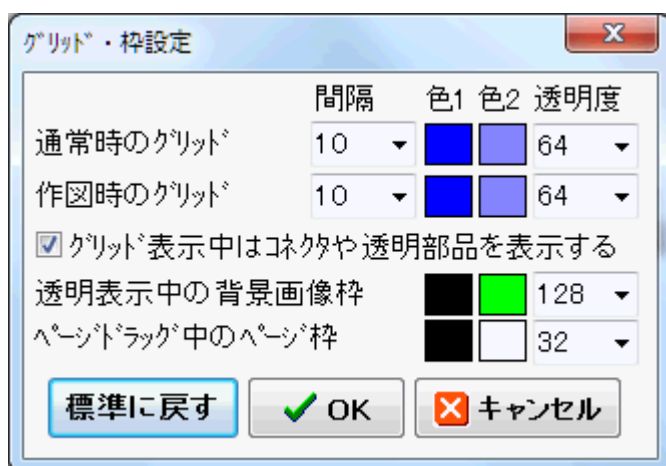 ｸﾞﾘｯﾄﾞ・枠設定
間隔 色1 色2 透明度
通常時のｸﾞﾘｯﾄﾞ 10 64
作図時のｸﾞﾘｯﾄﾞ 10 64
ｸﾞﾘｯﾄﾞ表示中はｺﾈｸﾀや透明部品を表示する
透明表示中の背景画像枠 128
ﾍﾟｰｼﾞﾄﾞﾗｯｸﾞ中のﾍﾟｰｼﾞ枠 32
標準に戻す OK キャンセル